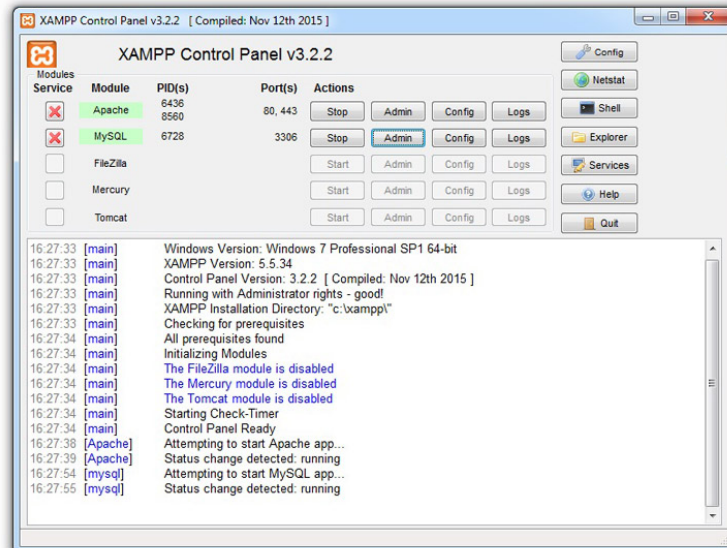 XAMPP Control Panel v3.2.2 [ Compiled: Nov 12th 2015 ]
XAMPP Control Panel v3.2.2
Config
Modules
Service Module PID(s) Port(s) Actions
Netstat
Apache 6436 8560 80, 443 Stop Admin Config Logs
Shell
MySQL 6728 3306 Stop Admin Config Logs
Explorer
FileZilla Start Admin Config Logs
Services
Mercury Start Admin Config Logs
Help
Tomcat Start Admin Config Logs
Quit
16:27:33 [main] Windows Version: Windows 7 Professional SP1 64-bit
16:27:33 [main] XAMPP Version: 5.5.34
16:27:33 [main] Control Panel Version: 3.2.2 [ Compiled: Nov 12th 2015 ]
16:27:33 [main] Running with Administrator rights - good!
16:27:33 [main] XAMPP Installation Directory: "c:\xampp\"
16:27:33 [main] Checking for prerequisites
16:27:34 [main] All prerequisites found
16:27:34 [main] Initializing Modules
16:27:34 [main] The FileZilla module is disabled
16:27:34 [main] The Mercury module is disabled
16:27:34 [main] The Tomcat module is disabled
16:27:34 [main] Starting Check-Timer
16:27:34 [main] Control Panel Ready
16:27:38 [Apache] Attempting to start Apache app...
16:27:39 [Apache] Status change detected: running
16:27:54 [mysql] Attempting to start MySQL app...
16:27:55 [mysql] Status change detected: running